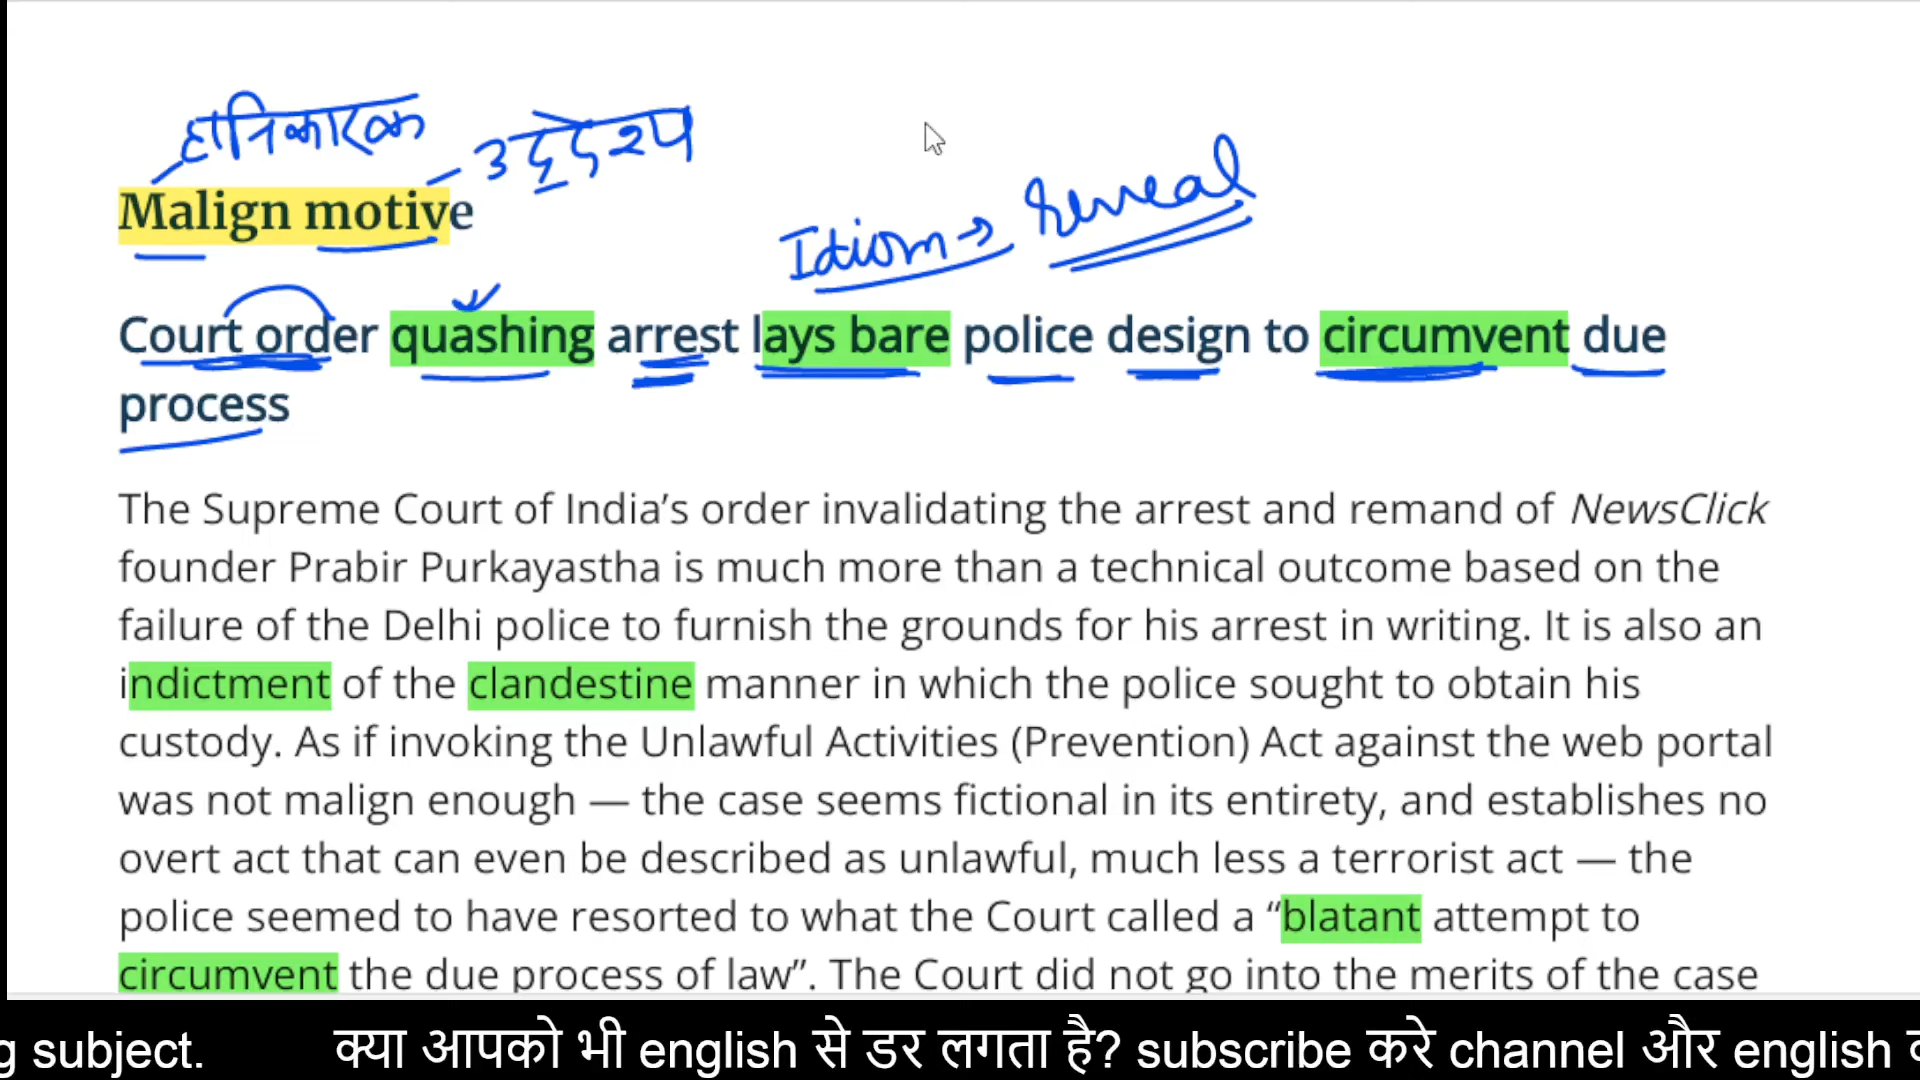 हानिकारक - उद्देश्य
Malign motive
Idiom → Reveal
Court order quashing arrest lays bare police design to circumvent due
process
The Supreme Court of India’s order invalidating the arrest and remand of NewsClick
founder Prabir Purkayastha is much more than a technical outcome based on the
failure of the Delhi police to furnish the grounds for his arrest in writing. It is also an
indictment of the clandestine manner in which the police sought to obtain his
custody. As if invoking the Unlawful Activities (Prevention) Act against the web portal
was not malign enough — the case seems fictional in its entirety, and establishes no
overt act that can even be described as unlawful, much less a terrorist act — the
police seemed to have resorted to what the Court called a “blatant attempt to
circumvent the due process of law”. The Court did not go into the merits of the case
g subject. क्या आपको भी english से डर लगता है? subscribe करे channel और english